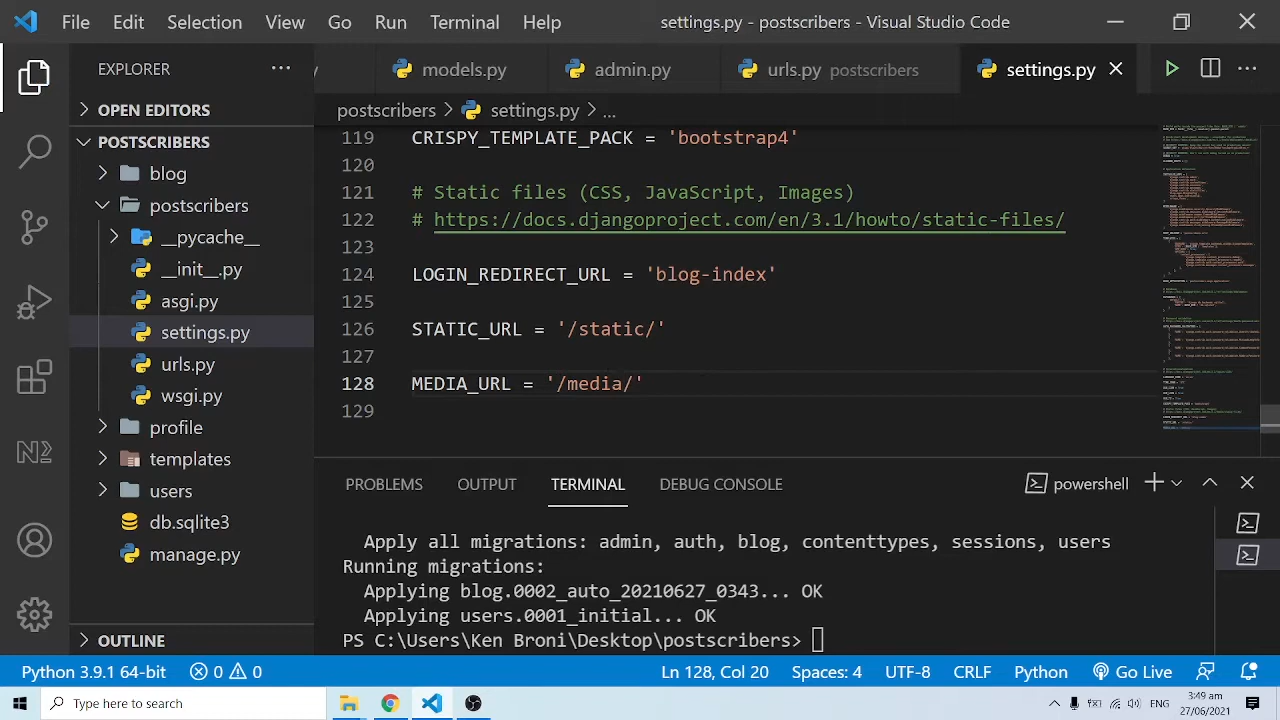 File Edit Selection View Go Run Terminal Help settings.py - postscribers - Visual Studio Code
EXPLORER
models.py admin.py urls.py postscribers settings.py
OPEN EDITORS
POSTSCRIBERS
blog
postscribers
__pycache__
__init__.py
asgi.py
settings.py
urls.py
wsgi.py
profile
templates
users
db.sqlite3
manage.py
OUTLINE
postscribers > settings.py > ...
119 CRISPY_TEMPLATE_PACK = 'bootstrap4'
120
121 # Static files (CSS, JavaScript, Images)
122 # https://docs.djangoproject.com/en/3.1/howto/static-files/
123
124 LOGIN_REDIRECT_URL = 'blog-index'
125
126 STATIC_URL = '/static/'
127
128 MEDIA_URL = '/media/'
129
PROBLEMS OUTPUT TERMINAL DEBUG CONSOLE powershell
Apply all migrations: admin, auth, blog, contenttypes, sessions, users
Running migrations:
Applying blog.0002_auto_20210627_0343... OK
Applying users.0001_initial... OK
PS C:\Users\Ken Broni\Desktop\postscribers>
Python 3.9.1 64-bit 0 0 Ln 128, Col 20 Spaces: 4 UTF-8 CRLF Python Go Live
Type here to search ENG 3:49 am
27/06/2021